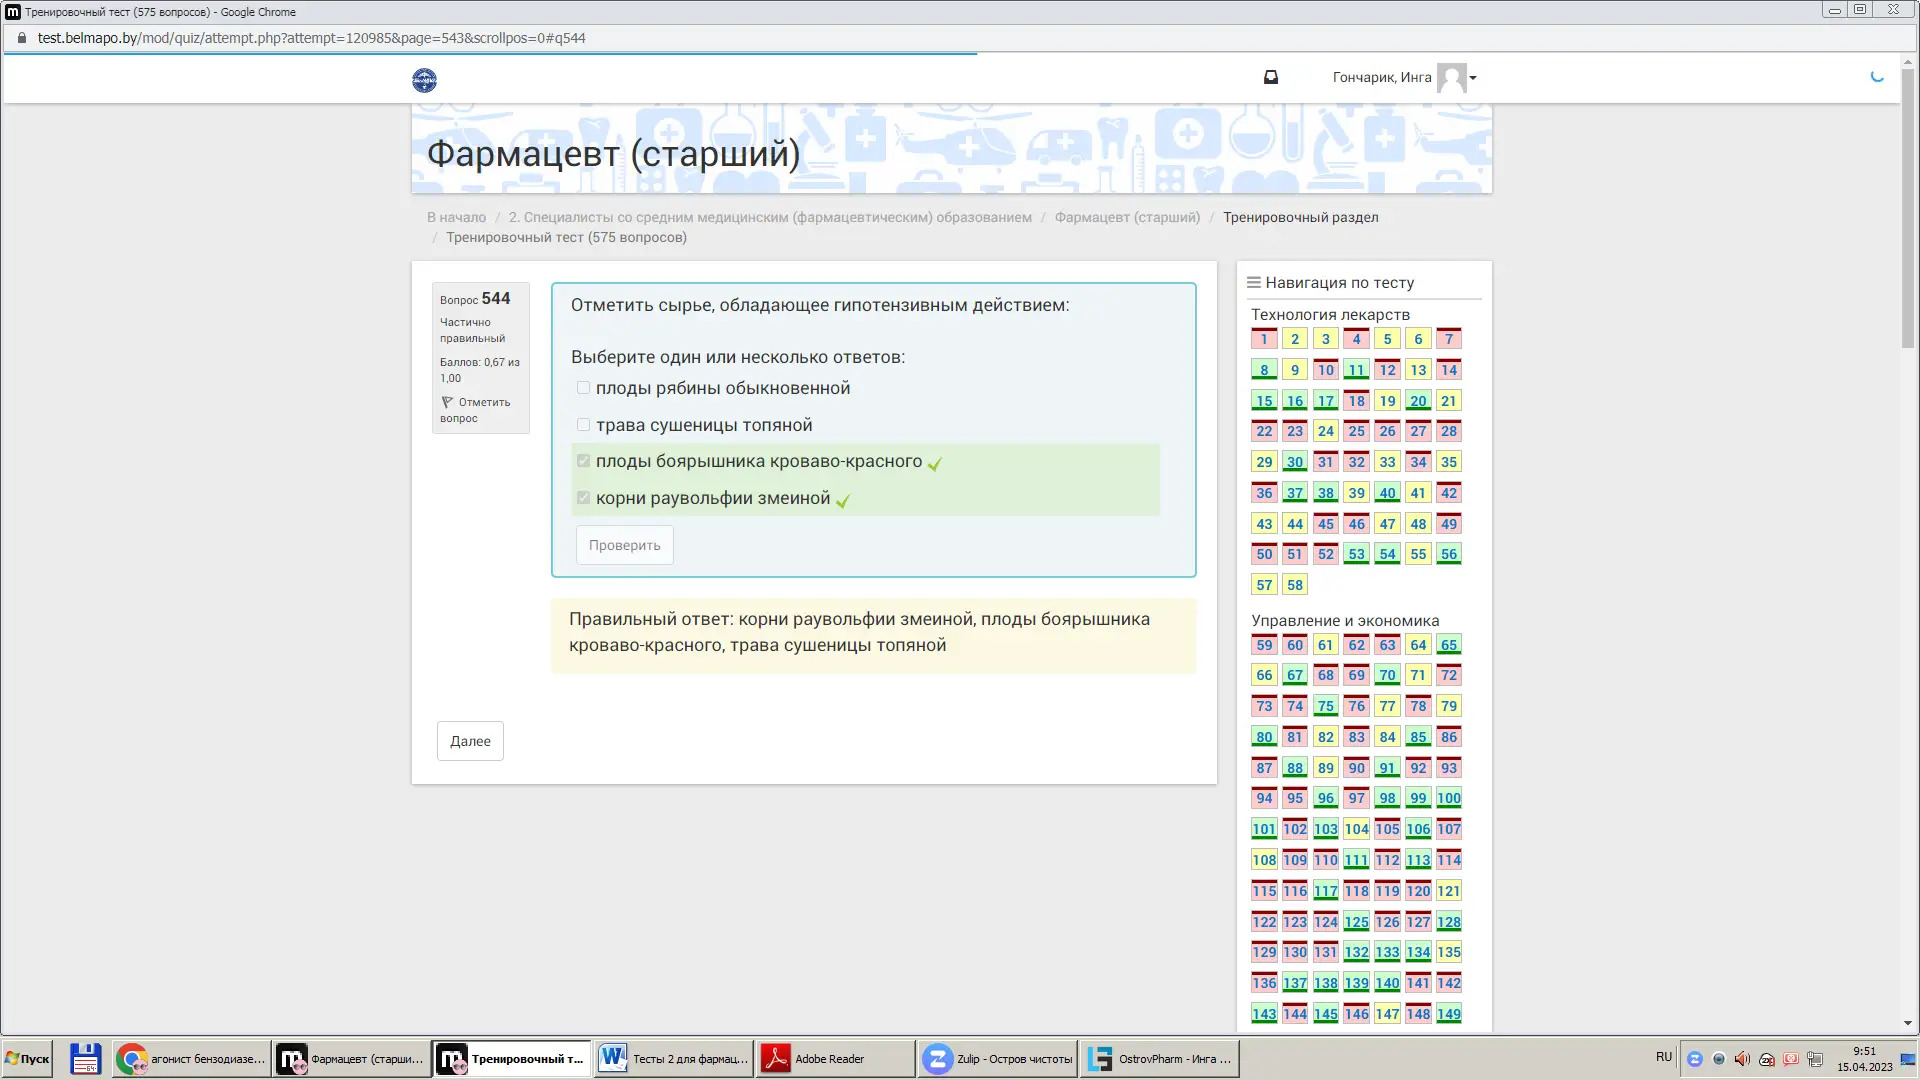 Тренировочный тест (575 вопросов) - Google Chrome
test.belmapo.by/mod/quiz/attempt.php?attempt=120985&page=543&scrollpos=0#q544
Гончарик, Инга
Фармацевт (старший)
В начало / 2. Специалисты со средним медицинским (фармацевтическим) образованием / Фармацевт (старший) / Тренировочный раздел
/ Тренировочный тест (575 вопросов)
Вопрос 544
Частично
правильный
Баллов: 0,67 из
1,00
Отметить
вопрос
Отметить сырье, обладающее гипотензивным действием:
Выберите один или несколько ответов:
плоды рябины обыкновенной
трава сушеницы топяной
плоды боярышника кроваво-красного
корни раувольфии змеиной
Проверить
Правильный ответ: корни раувольфии змеиной, плоды боярышника
кроваво-красного, трава сушеницы топяной
Далее
Навигация по тесту
Технология лекарств
1 2 3 4 5 6 7
8 9 10 11 12 13 14
15 16 17 18 19 20 21
22 23 24 25 26 27 28
29 30 31 32 33 34 35
36 37 38 39 40 41 42
43 44 45 46 47 48 49
50 51 52 53 54 55 56
57 58
Управление и экономика
59 60 61 62 63 64 65
66 67 68 69 70 71 72
73 74 75 76 77 78 79
80 81 82 83 84 85 86
87 88 89 90 91 92 93
94 95 96 97 98 99 100
101 102 103 104 105 106 107
108 109 110 111 112 113 114
115 116 117 118 119 120 121
122 123 124 125 126 127 128
129 130 131 132 133 134 135
136 137 138 139 140 141 142
143 144 145 146 147 148 149
Пуск
агонист бензодиазе...
Фармацевт (старши...
Тренировочный т...
Тесты 2 для фармац...
Adobe Reader
Zulip - Остров чистоты
OstrovPharm - Инга ...
RU
9:51
15.04.2023